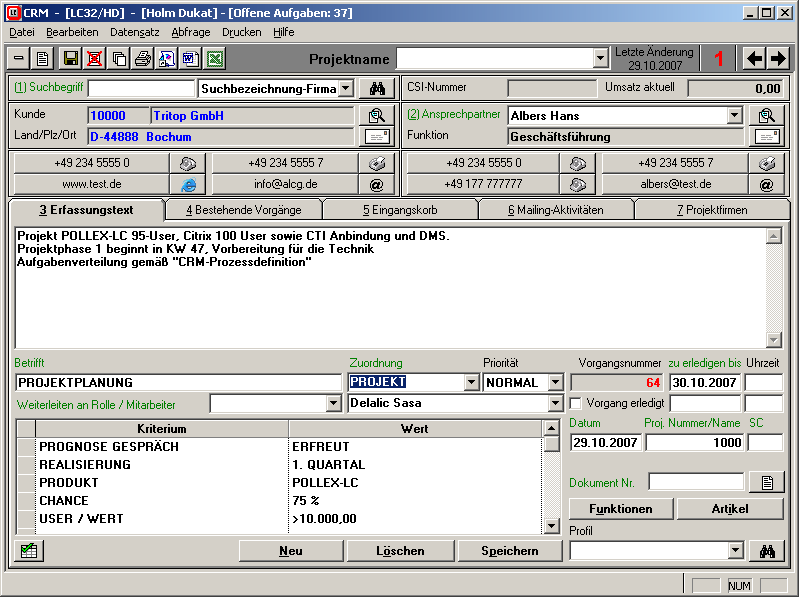 CRM - [LC32/HD] - [Holm Dukat] - [Offene Aufgaben: 37]
Datei Bearbeiten Datensatz Abfrage Drucken Hilfe
Projektname Letzte Änderung 29.10.2007 1
(1) Suchbegriff Suchbezeichnung-Firma CSI-Nummer Umsatz aktuell 0,00
Kunde 10000 Tritop GmbH (2) Ansprechpartner Albers Hans
Land/Plz/Ort D-44888 Bochum Funktion Geschäftsführung
+49 234 5555 0 +49 234 5555 7 +49 234 5555 0 +49 234 5555 7
www.test.de info@alcg.de +49 177 777777 albers@test.de
3 Erfassungstext 4 Bestehende Vorgänge 5 Eingangskorb 6 Mailing-Aktivitäten 7 Projektfirmen
Projekt POLLEX-LC 95-User, Citrix 100 User sowie CTI Anbindung und DMS.
Projektphase 1 beginnt in KW 47, Vorbereitung für die Technik
Aufgabenverteilung gemäß "CRM-Prozessdefinition"
Betrifft Zuordnung Priorität Vorgangsnummer zu erledigen bis Uhrzeit
PROJEKTPLANUNG PROJEKT NORMAL 64 30.10.2007
Weiterleiten an Rolle / Mitarbeiter Delalic Sasa Vorgang erledigt
Kriterium Wert Datum Proj. Nummer/Name SC
PROGNOSE GESPRÄCH ERFREUT 29.10.2007 1000
REALISIERUNG 1. QUARTAL
PRODUKT POLLEX-LC Dokument Nr.
CHANCE 75 % Funktionen Artikel
USER / WERT >10.000,00 Profil
Neu Löschen Speichern
NUM